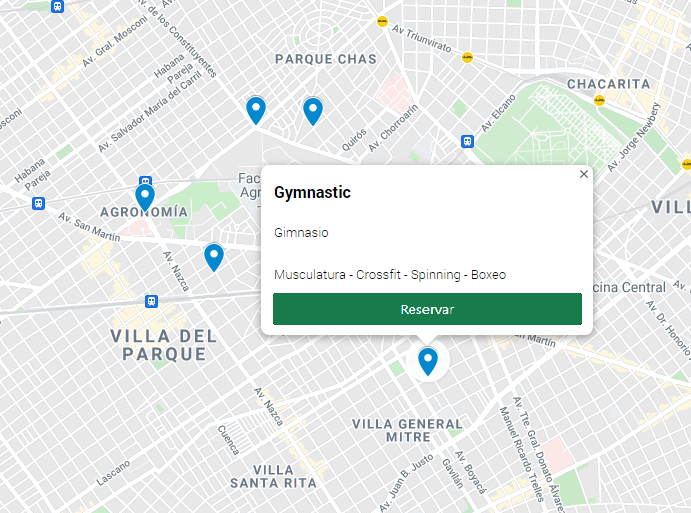 Av. de los Constituyentes
Av. Gral. Mosconi
Habana
Pareja
Av. Salvador María del Carril
PARQUE CHAS
Av Triunvirato
CHACARITA
Av. Elcano
Av. Jorge Newbery
Quirós
Av. Chorroarín
Habana
Pareja
Facu
Agr
AGRONOMÍA
Av. San Martín
Av. Nazca
VILL
Gymnastic
Gimnasio
Musculatura - Crossfit - Spinning - Boxeo
Reservar
cina Central
Av. Dr. Honorio
San Martín
VILLA DEL
PARQUE
Av. Nazca
Cuenca
Lascano
VILLA
SANTA RITA
VILLA GENERAL
MITRE
Av. Juan B. Justo
Gavilán
Av. Boyacá
Av. Tte. Gral. Donato Álvarez
Manuel Ricardo Trelles